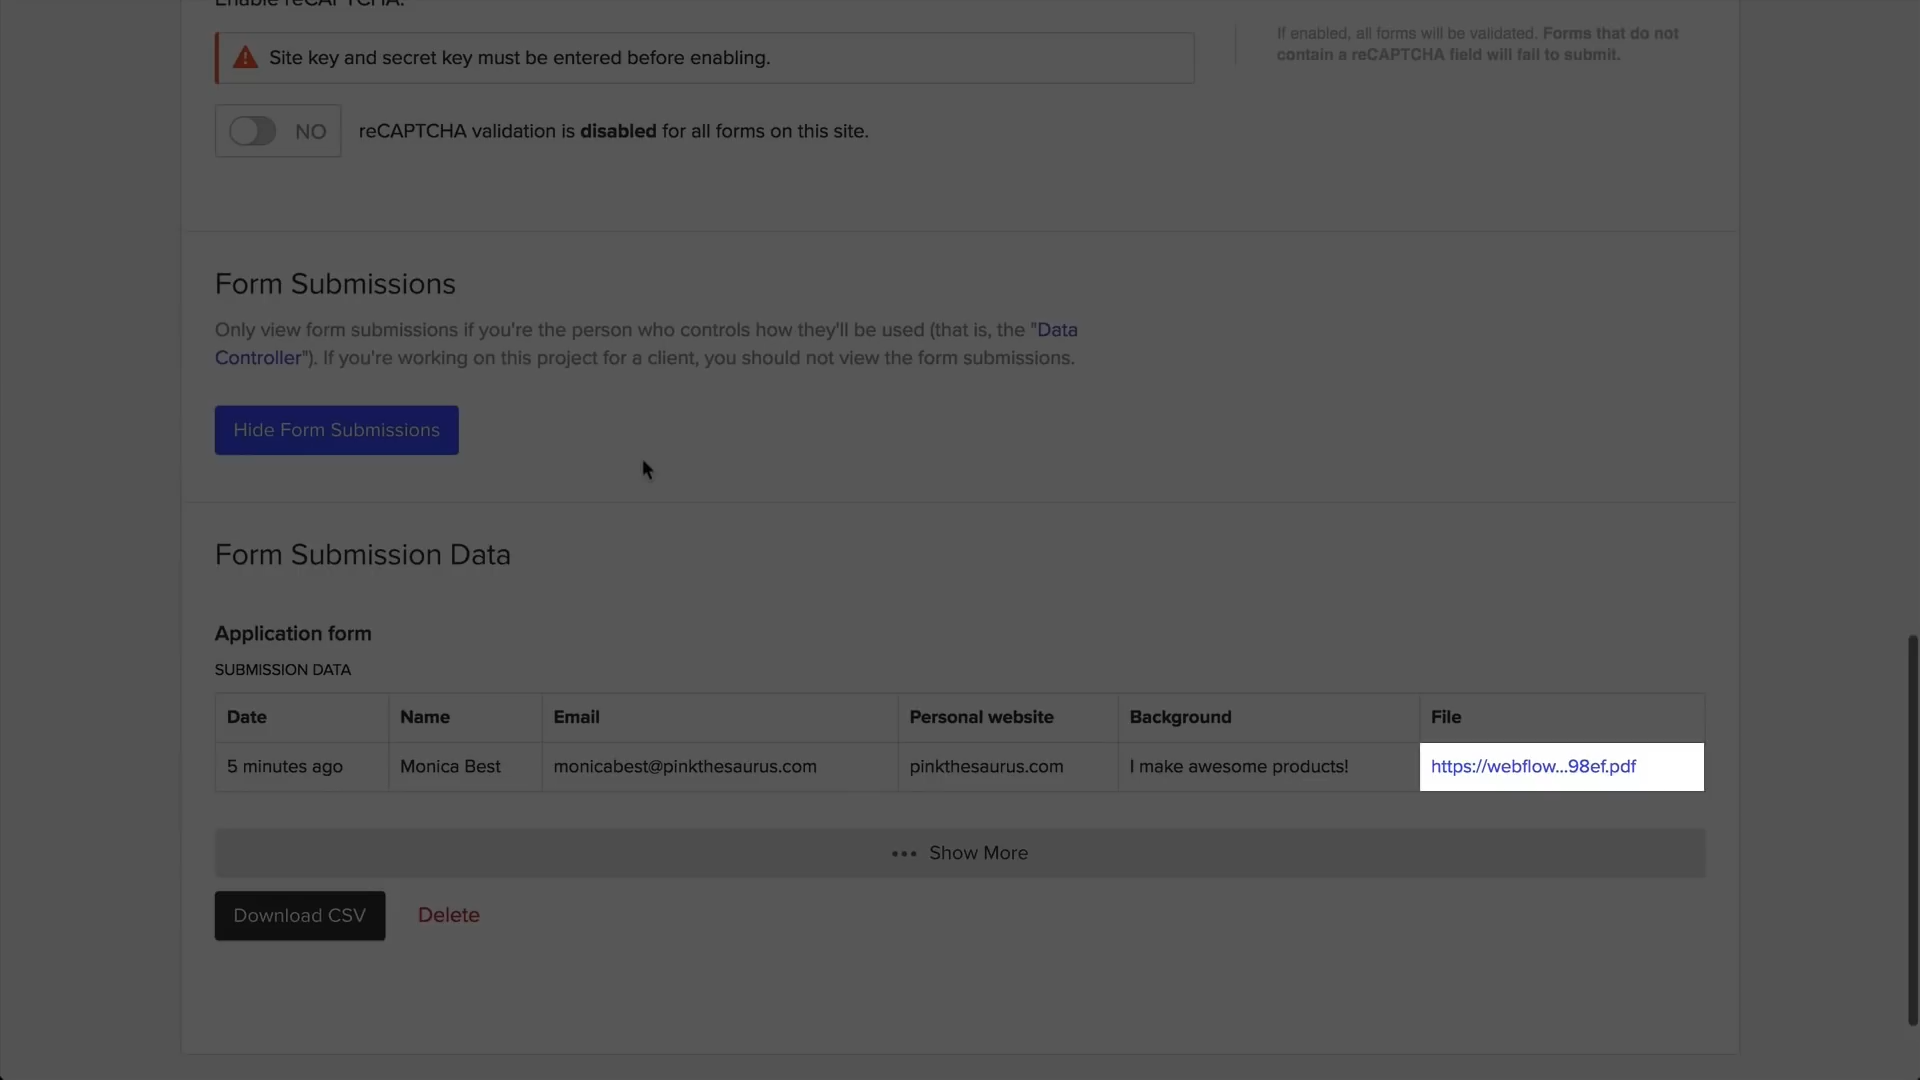 Enable reCAPTCHA:
Site key and secret key must be entered before enabling.
If enabled, all forms will be validated. Forms that do not
contain a reCAPTCHA field will fail to submit.
NO
reCAPTCHA validation is disabled for all forms on this site.
Form Submissions
Only view form submissions if you're the person who controls how they'll be used (that is, the "Data
Controller"). If you're working on this project for a client, you should not view the form submissions.
Hide Form Submissions
Form Submission Data
Application form
SUBMISSION DATA
Date Name Email Personal website Background File
5 minutes ago Monica Best monicabest@pinkthesaurus.com pinkthesaurus.com I make awesome products! https://webflow...98ef.pdf
••• Show More
Download CSV Delete